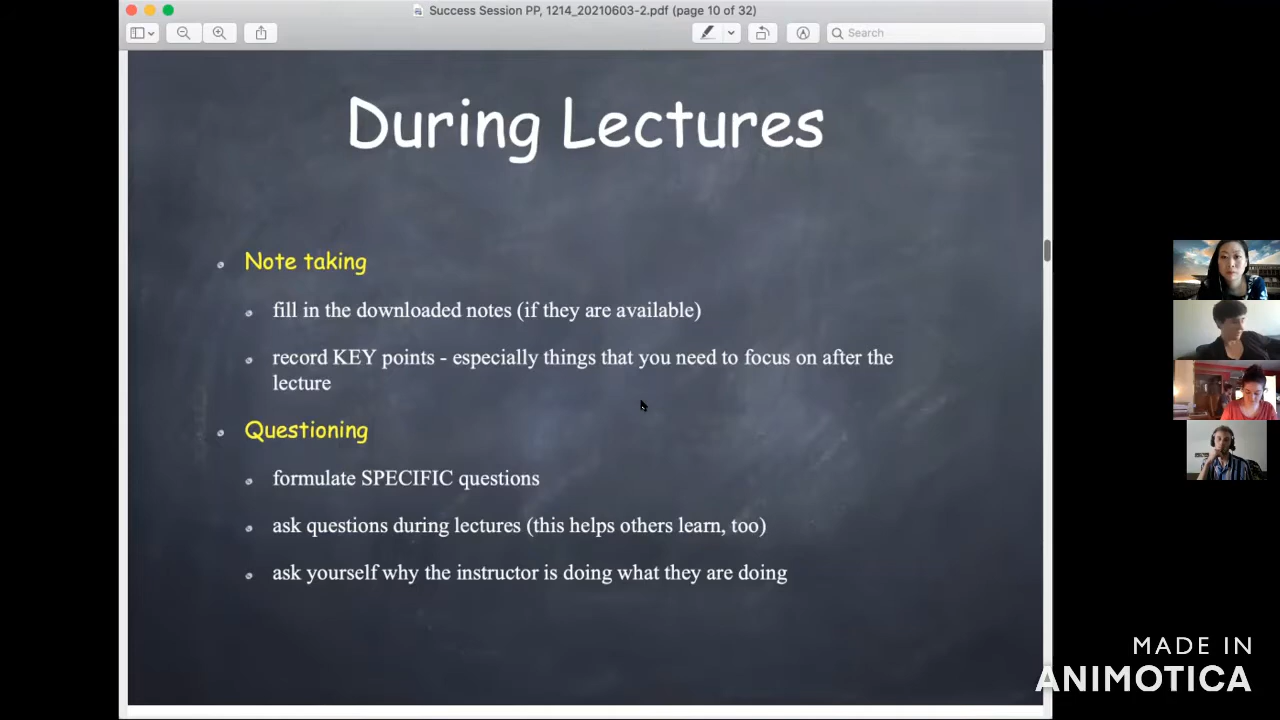 Success Session PP, 1214_20210603-2.pdf (page 10 of 32)
Search
During Lectures
Note taking
fill in the downloaded notes (if they are available)
record KEY points - especially things that you need to focus on after the
lecture
Questioning
formulate SPECIFIC questions
ask questions during lectures (this helps others learn, too)
ask yourself why the instructor is doing what they are doing
MADE IN
ANIMOTICA